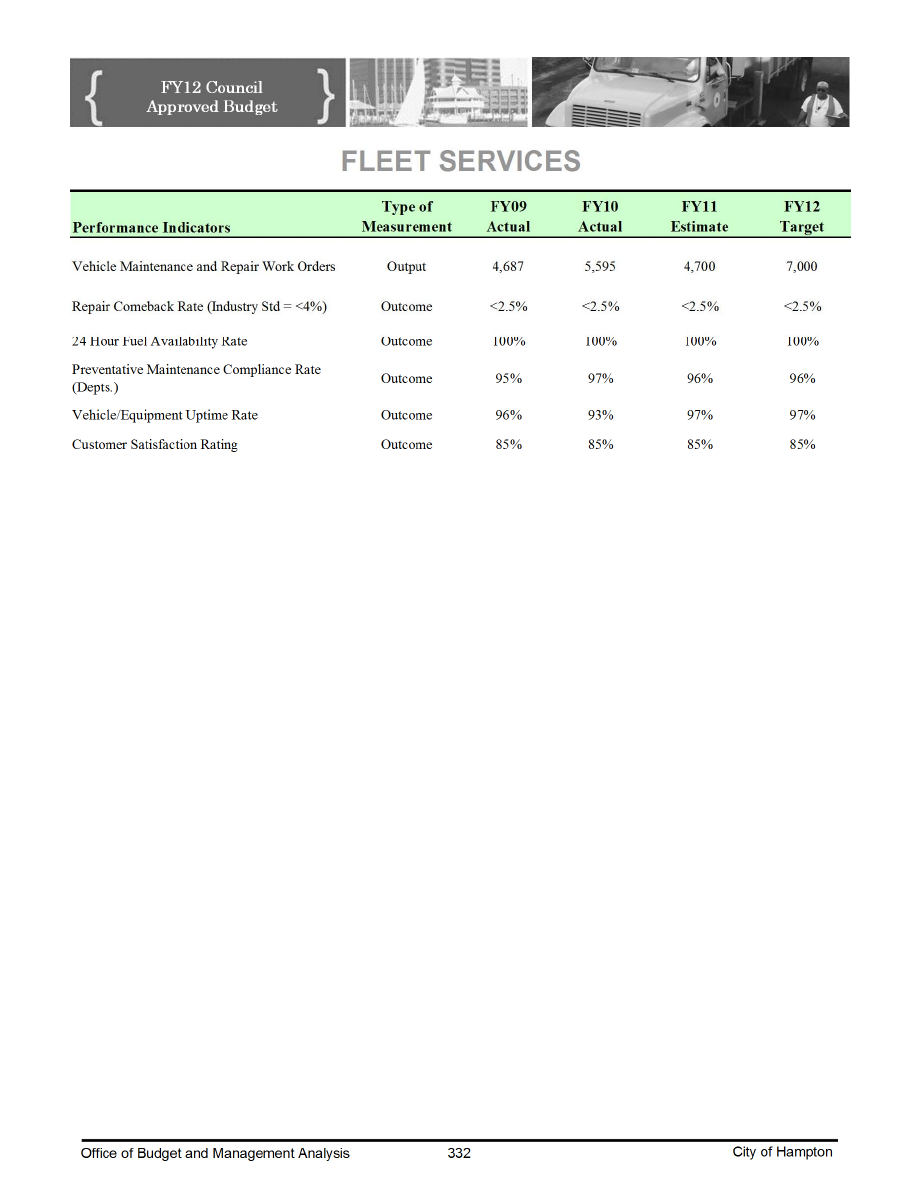 FY12 Council
Approved Budget
FLEET SERVICES
Performance Indicators Type of Measurement FY09 Actual FY10 Actual FY11 Estimate FY12 Target
Vehicle Maintenance and Repair Work Orders Output 4,687 5,595 4,700 7,000
Repair Comeback Rate (Industry Std = <4%) Outcome <2.5% <2.5% <2.5% <2.5%
24 Hour Fuel Availability Rate Outcome 100% 100% 100% 100%
Preventative Maintenance Compliance Rate
(Depts.) Outcome 95% 97% 96% 96%
Vehicle/Equipment Uptime Rate Outcome 96% 93% 97% 97%
Customer Satisfaction Rating Outcome 85% 85% 85% 85%
Office of Budget and Management Analysis 332 City of Hampton